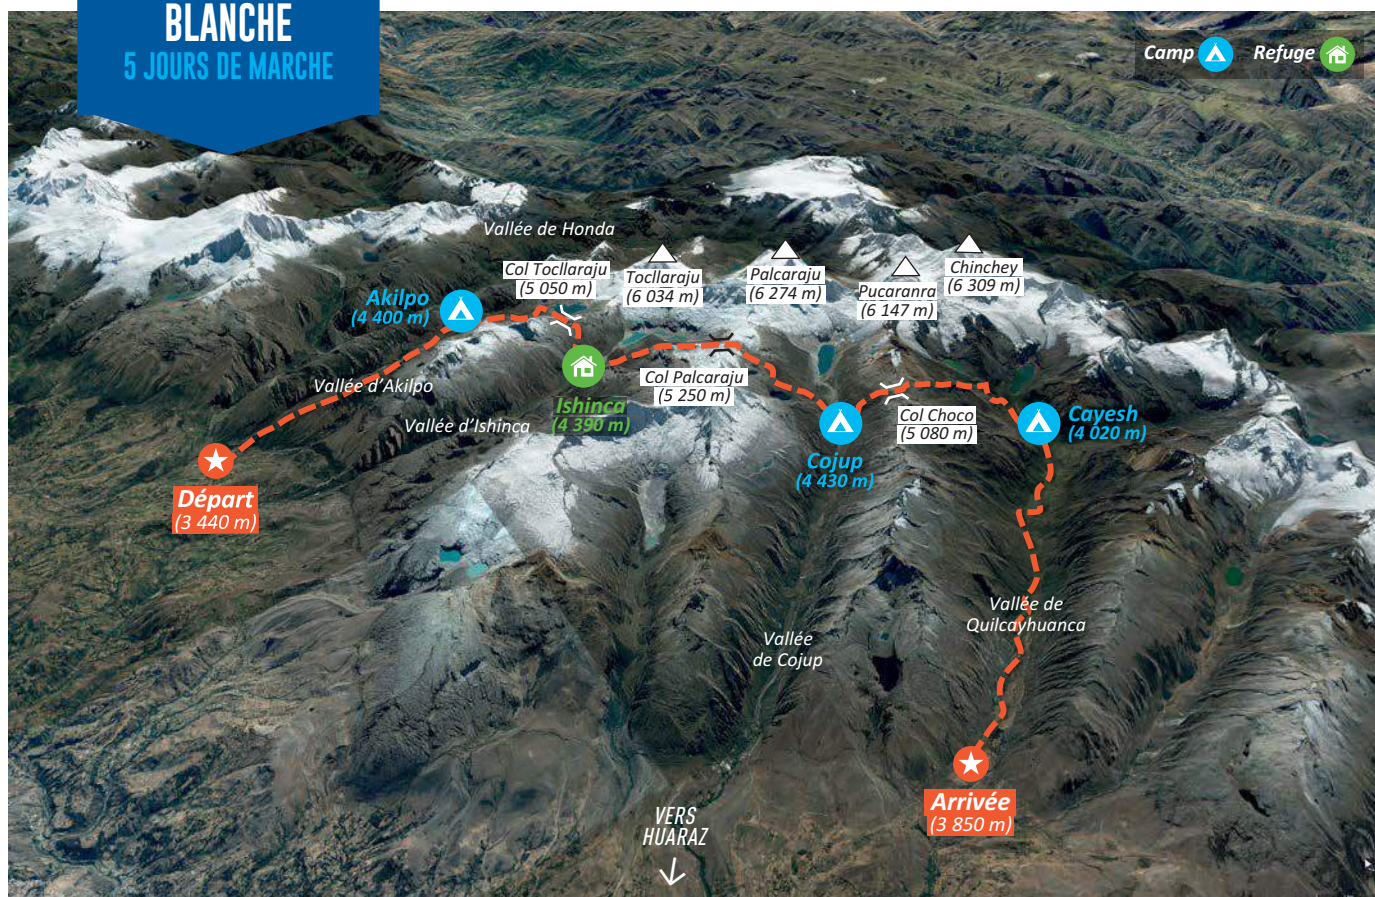 BLANCHE
5 JOURS DE MARCHE
Camp
Refuge
Vallée de Honda
Col Tocllaraju
(5 050 m)
Tocllaraju
(6 034 m)
Palcaraju
(6 274 m)
Pucaranra
(6 147 m)
Chinchey
(6 309 m)
Akilpo
(4 400 m)
Vallée d'Akilpo
Ishinca
(4 390 m)
Vallée d'Ishinca
Col Palcaraju
(5 250 m)
Col Choco
(5 080 m)
Cayesh
(4 020 m)
Cojup
(4 430 m)
Départ
(3 440 m)
Vallée de
Quilcayhuanca
Vallée
de Cojup
Arrivée
(3 850 m)
VERS
HUARAZ